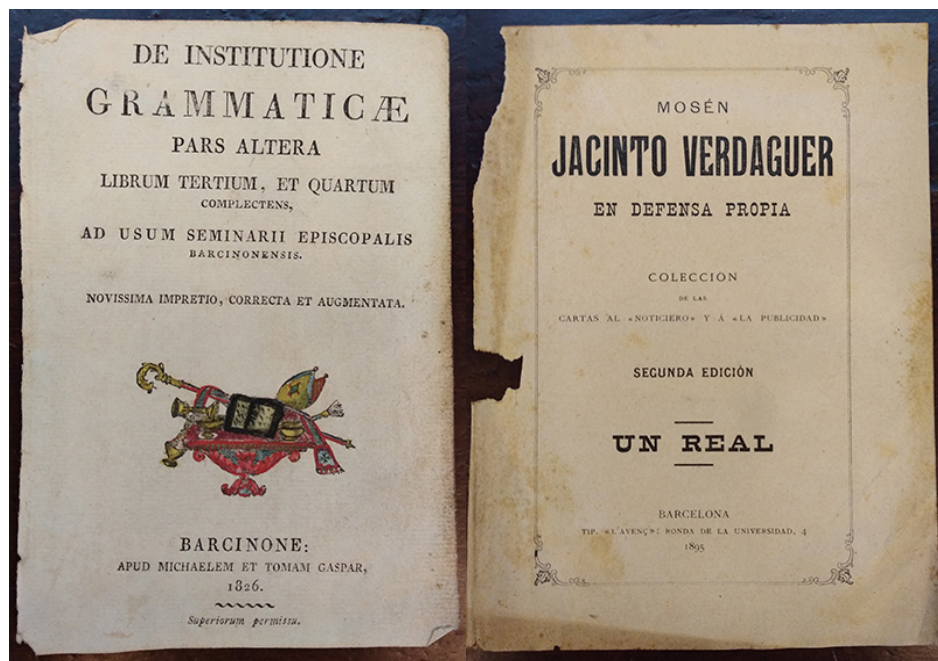 DE INSTITUTIONE
GRAMMATICÆ
PARS ALTERA
LIBRUM TERTIUM, ET QUARTUM
COMPLECTENS,
AD USUM SEMINARII EPISCOPALIS
BARCINONENSIS.
NOVISSIMA IMPRETIO, CORRECTA ET AUGMENTATA.
BARCINONE:
APUD MICHAELEM ET TOMAM GASPAR,
1826.
Superiorum permissu.
MOSÉN
JACINTO VERDAGUER
EN DEFENSA PROPIA
COLECCIÓN
DE LAS
CARTAS AL «NOTICIERO» Y Á «LA PUBLICIDAD»
SEGUNDA EDICIÓN
UN REAL
BARCELONA
TIP. «L'AVENÇ»: RONDA DE LA UNIVERSIDAD, 4
1895